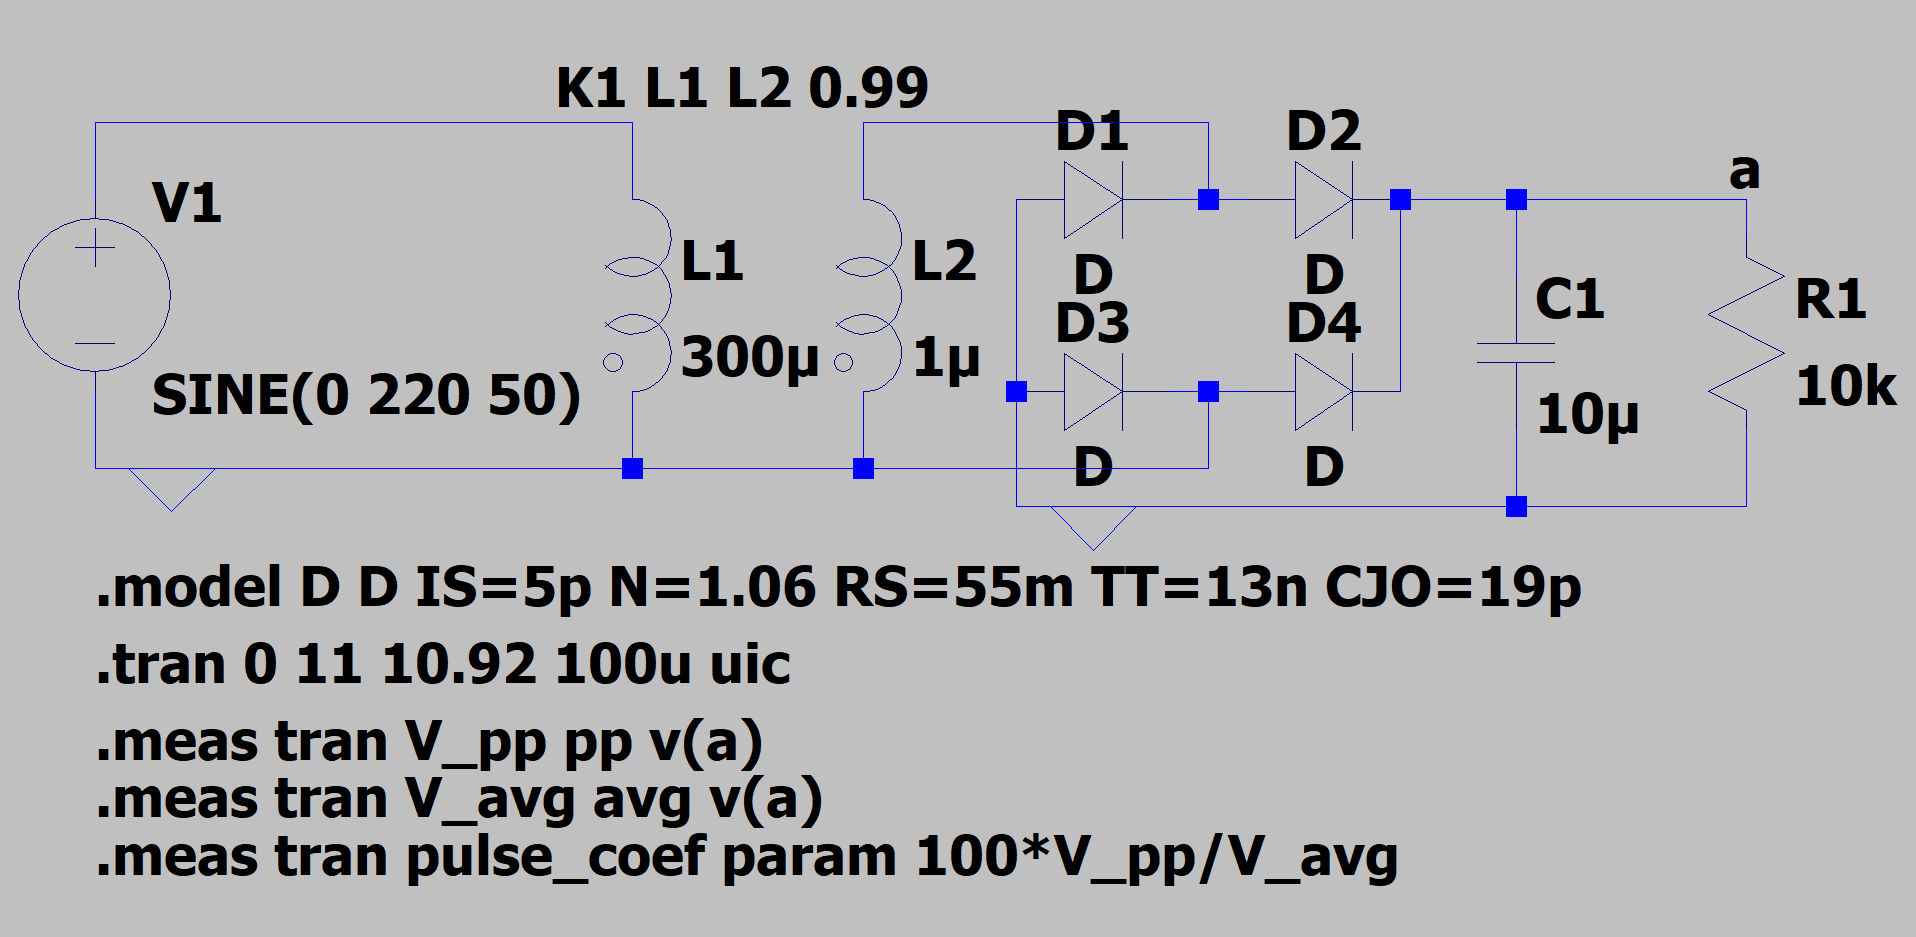 K1 L1 L2 0.99
D1
D2
a
V1
L1
L2
D
D
C1
R1
D3
D4
300µ
1µ
10k
SINE(0 220 50)
10µ
D
D
.model D D IS=5p N=1.06 RS=55m TT=13n CJO=19p
.tran 0 11 10.92 100u uic
.meas tran V_pp pp v(a)
.meas tran V_avg avg v(a)
.meas tran pulse_coef param 100*V_pp/V_avg